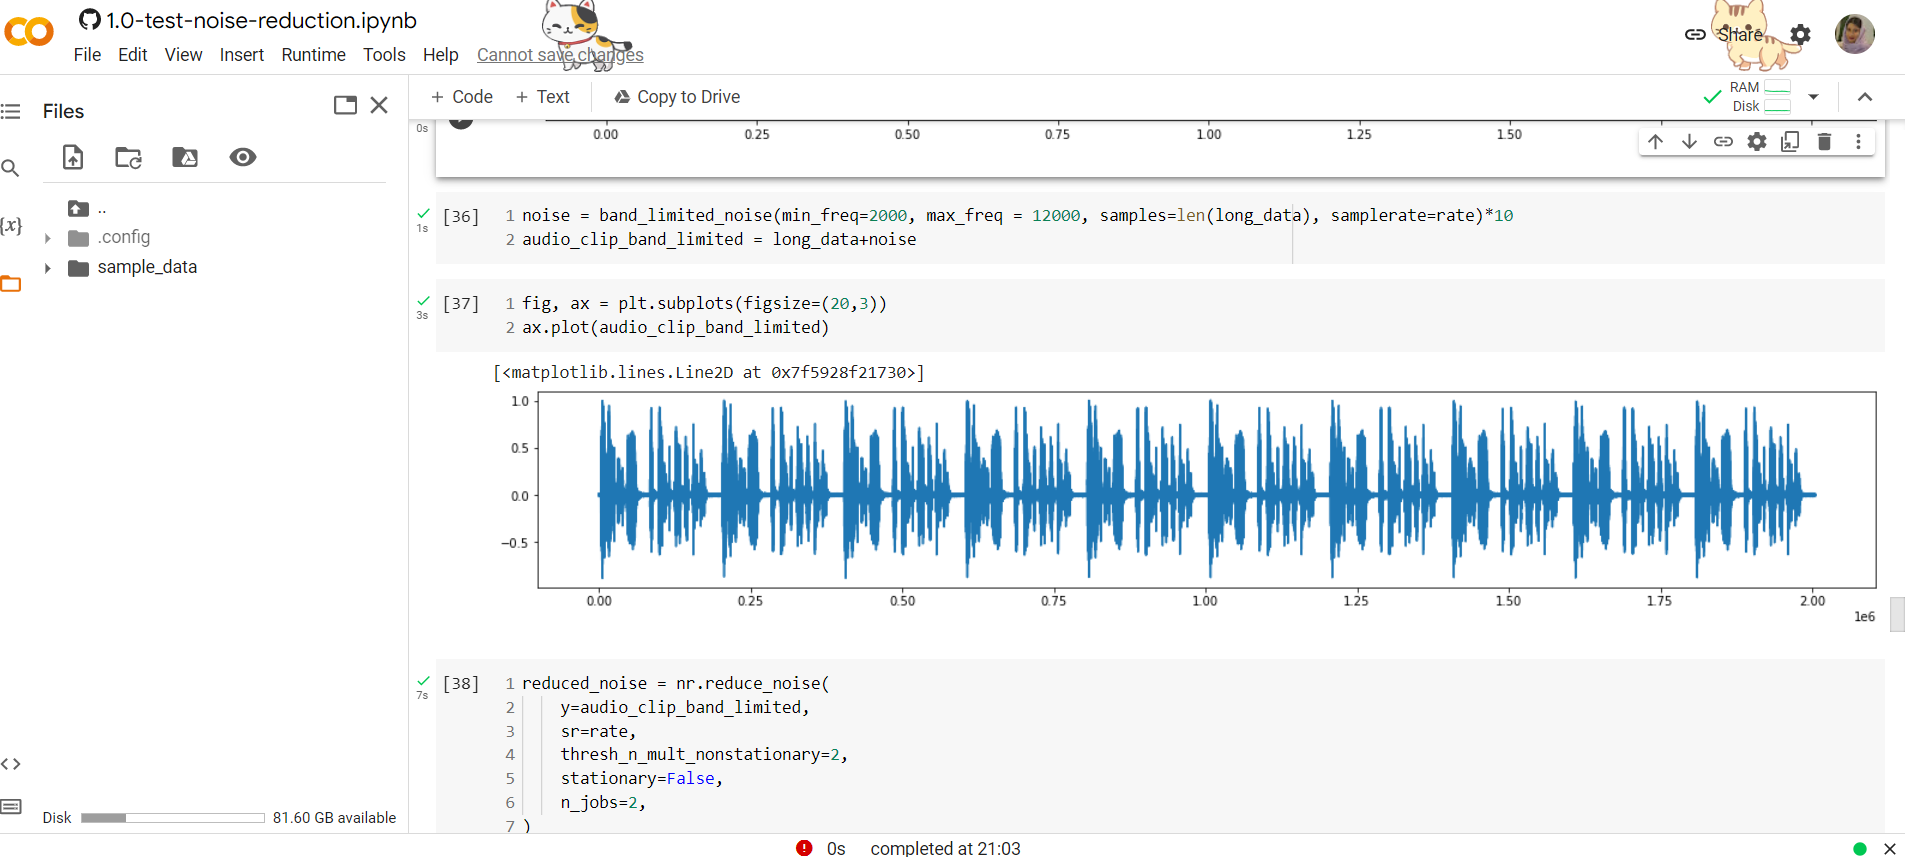 1.0-test-noise-reduction.ipynb
File Edit View Insert Runtime Tools Help Cannot save changes
Share
Files
+ Code + Text Copy to Drive
RAM
Disk
0s
0.00 0.25 0.50 0.75 1.00 1.25 1.50
..
.config
sample_data
{x}
1s
[36] 1 noise = band_limited_noise(min_freq=2000, max_freq = 12000, samples=len(long_data), samplerate=rate)*10
2 audio_clip_band_limited = long_data+noise
3s
[37] 1 fig, ax = plt.subplots(figsize=(20,3))
2 ax.plot(audio_clip_band_limited)
[<matplotlib.lines.Line2D at 0x7f5928f21730>]
1.0
0.5
0.0
−0.5
0.00 0.25 0.50 0.75 1.00 1.25 1.50 1.75 2.00
1e6
7s
[38] 1 reduced_noise = nr.reduce_noise(
2 y=audio_clip_band_limited,
3 sr=rate,
4 thresh_n_mult_nonstationary=2,
5 stationary=False,
6 n_jobs=2,
7 )
Disk 81.60 GB available
0s completed at 21:03